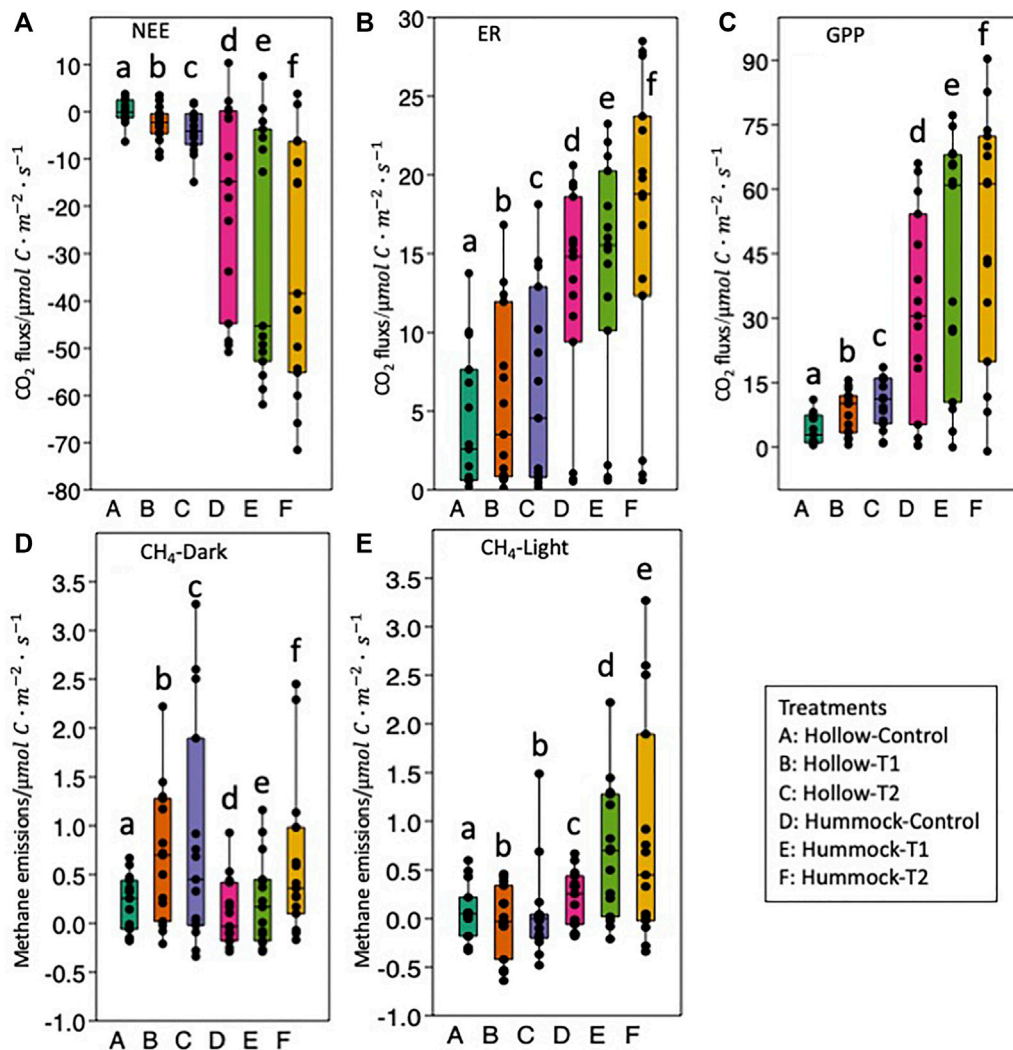 A
NEE
CO₂ fluxs/μmol C · m⁻² · s⁻¹
10
0
-10
-20
-30
-40
-50
-60
-70
-80
a
b
c
d
e
f
A B C D E F
B
ER
CO₂ fluxs/μmol C · m⁻² · s⁻¹
30
25
20
15
10
5
0
a
b
c
d
e
f
A B C D E F
C
GPP
CO₂ fluxs/μmol C · m⁻² · s⁻¹
90
75
60
45
30
15
0
a
b
c
d
e
f
A B C D E F
D
CH₄-Dark
Methane emissions/μmol C · m⁻² · s⁻¹
3.5
3.0
2.5
2.0
1.5
1.0
0.5
0.0
-0.5
-1.0
a
b
c
d
e
f
A B C D E F
E
CH₄-Light
Methane emissions/μmol C · m⁻² · s⁻¹
3.5
3.0
2.5
2.0
1.5
1.0
0.5
0.0
-0.5
-1.0
a
b
b
c
d
e
A B C D E F
Treatments
A: Hollow-Control
B: Hollow-T1
C: Hollow-T2
D: Hummock-Control
E: Hummock-T1
F: Hummock-T2